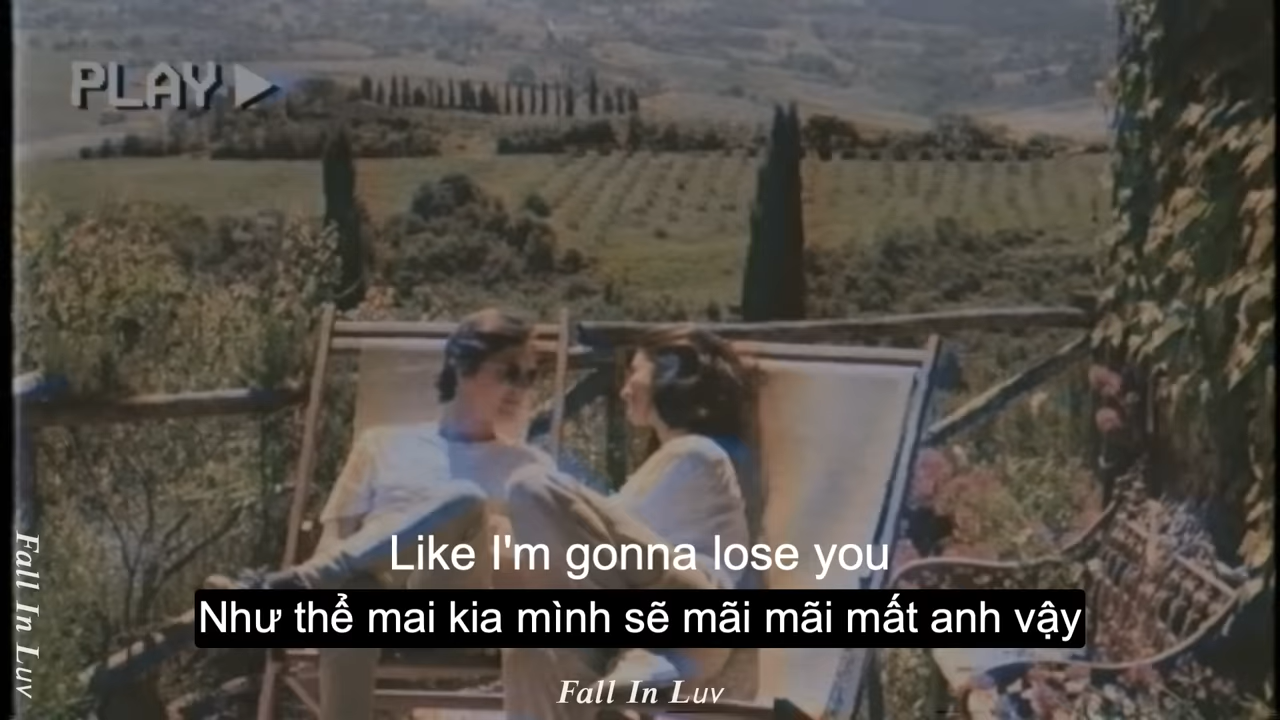 PLAY
Like I'm gonna lose you
Như thể mai kia mình sẽ mãi mãi mất anh vậy
Fall In Luv
Fall In Luv